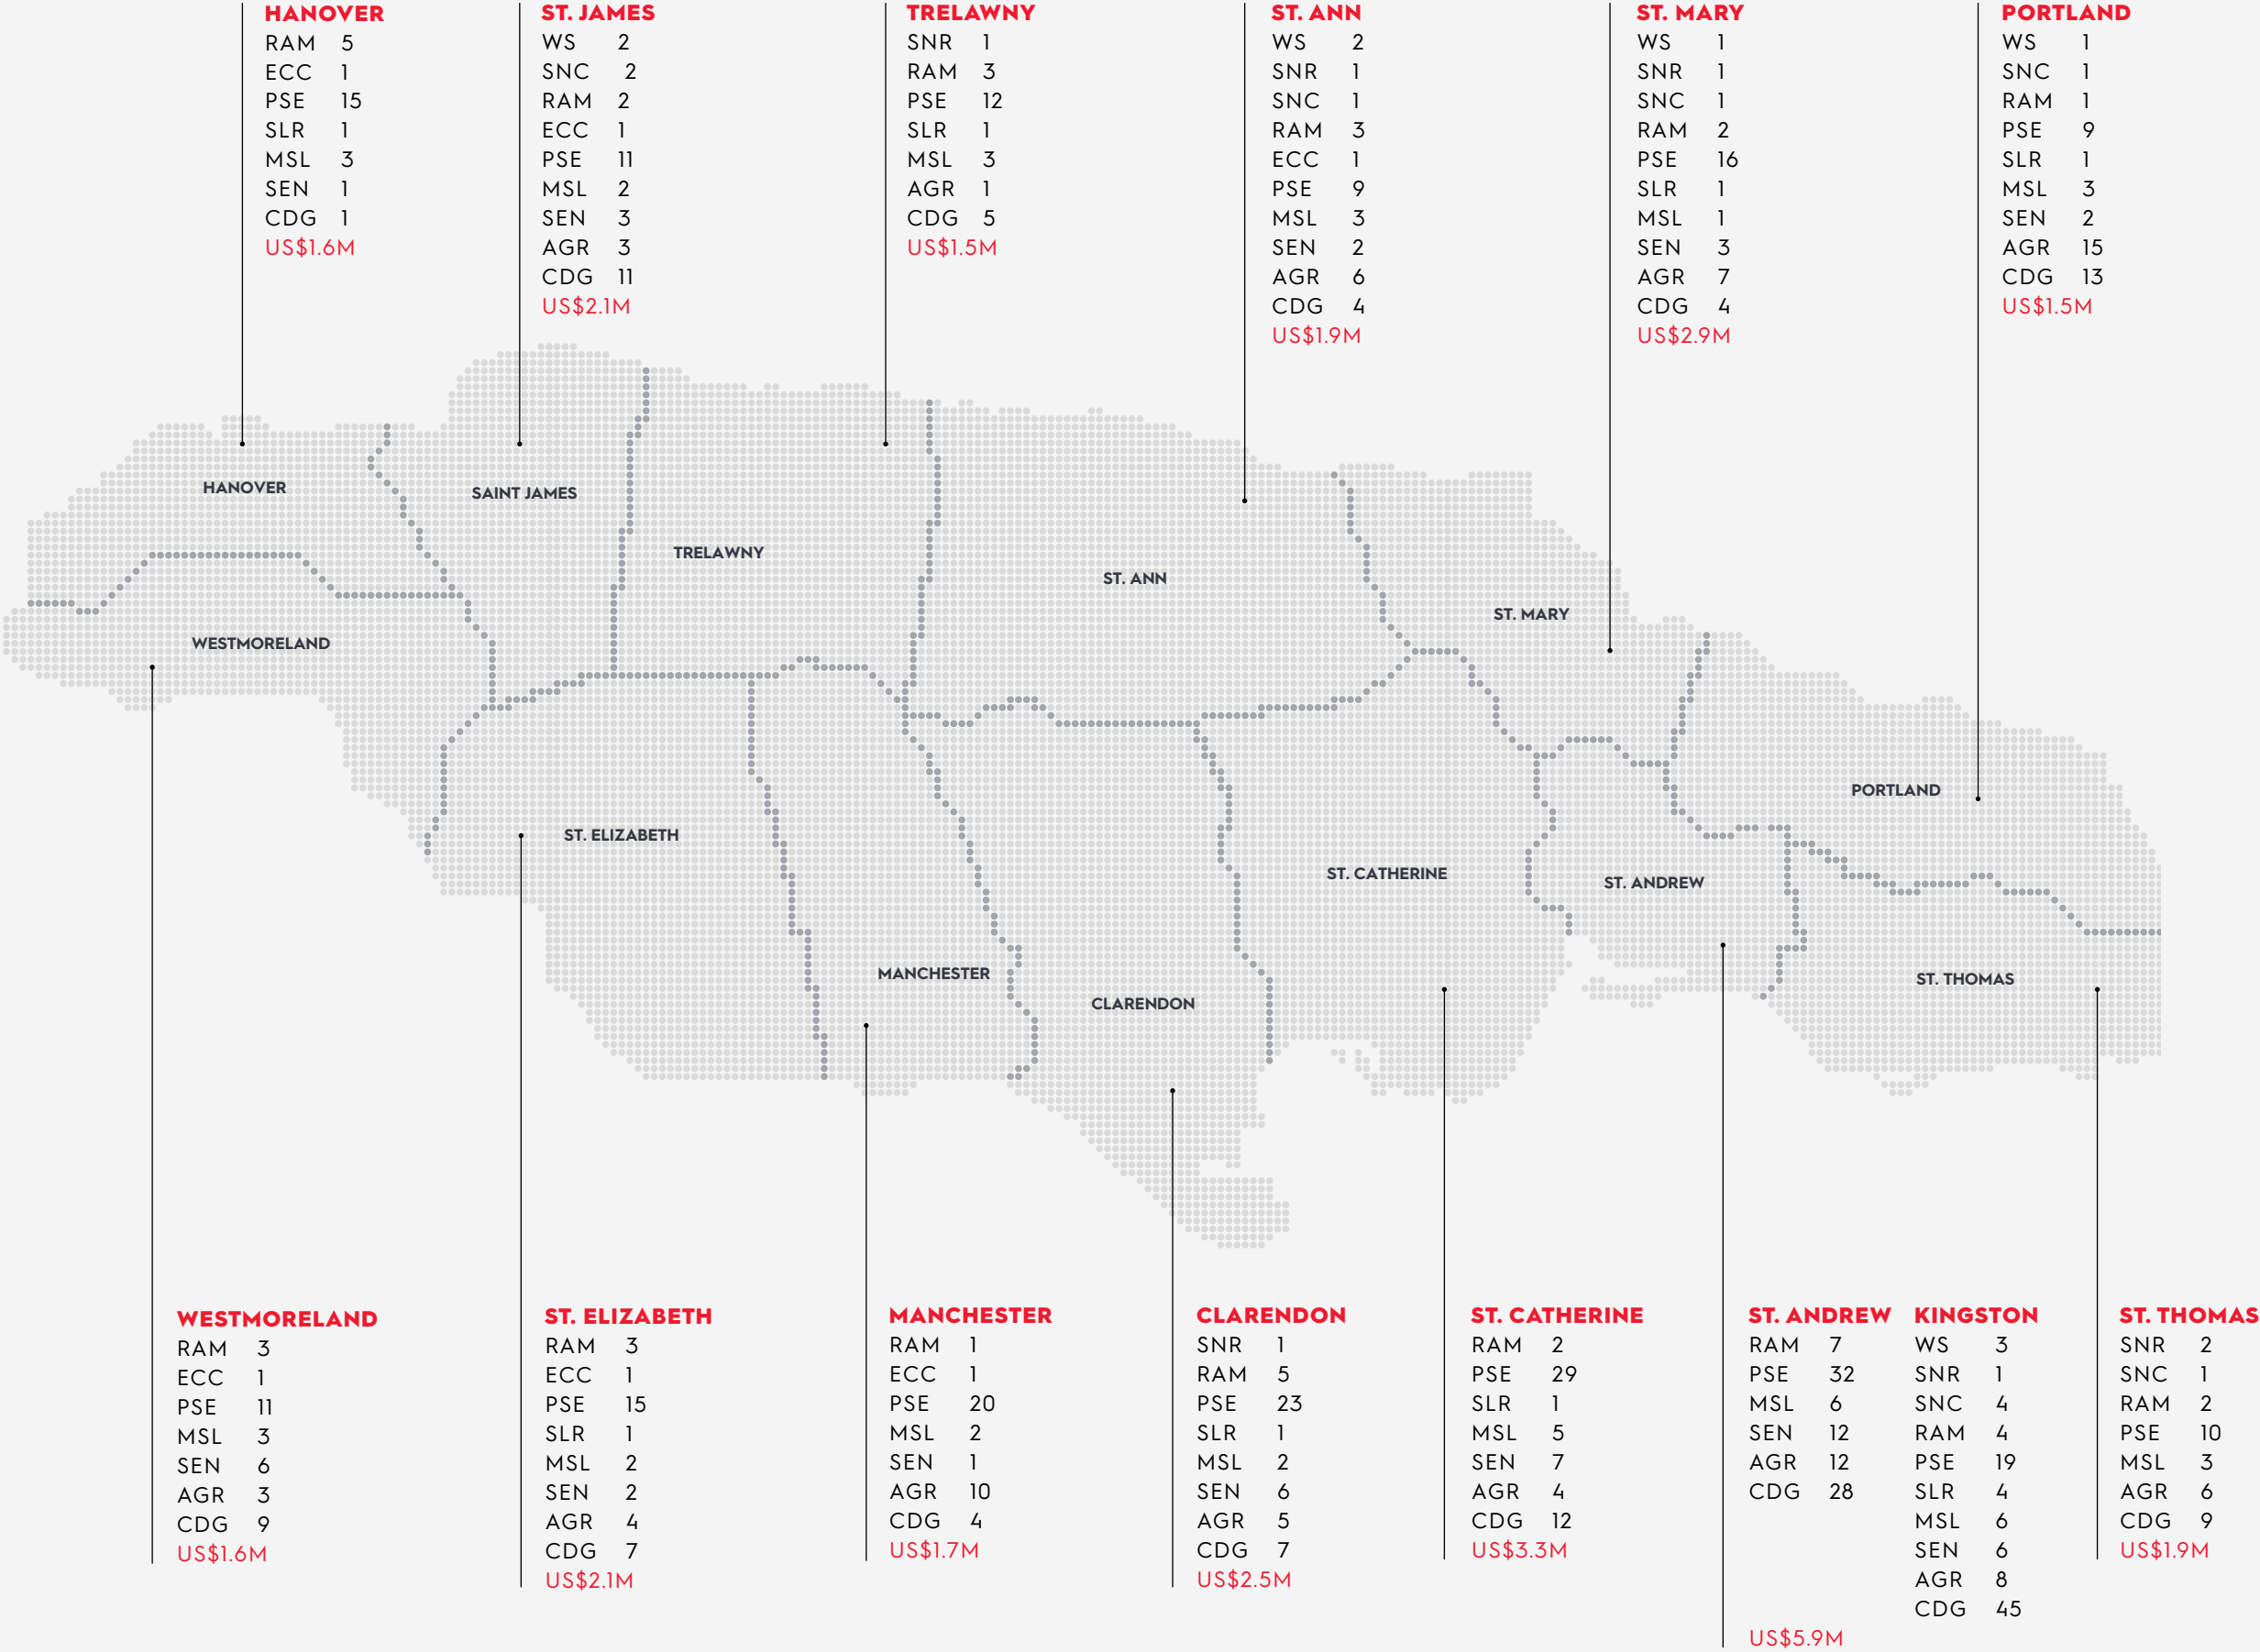 HANOVER
RAM 5
ECC 1
PSE 15
SLR 1
MSL 3
SEN 1
CDG 1
US$1.6M
ST. JAMES
WS 2
SNC 2
RAM 2
ECC 1
PSE 11
MSL 2
SEN 3
AGR 3
CDG 11
US$2.1M
TRELAWNY
SNR 1
RAM 3
PSE 12
SLR 1
MSL 3
AGR 1
CDG 5
US$1.5M
ST. ANN
WS 2
SNR 1
SNC 1
RAM 3
ECC 1
PSE 9
MSL 3
SEN 2
AGR 6
CDG 4
US$1.9M
ST. MARY
WS 1
SNR 1
SNC 1
RAM 2
PSE 16
SLR 1
MSL 1
SEN 3
AGR 7
CDG 4
US$2.9M
PORTLAND
WS 1
SNC 1
RAM 1
PSE 9
SLR 1
MSL 3
SEN 2
AGR 15
CDG 13
US$1.5M
HANOVER
SAINT JAMES
TRELAWNY
ST. ANN
ST. MARY
WESTMORELAND
PORTLAND
ST. ELIZABETH
ST. CATHERINE
ST. ANDREW
MANCHESTER
ST. THOMAS
CLARENDON
WESTMORELAND
RAM 3
ECC 1
PSE 11
MSL 3
SEN 6
AGR 3
CDG 9
US$1.6M
ST. ELIZABETH
RAM 3
ECC 1
PSE 15
SLR 1
MSL 2
SEN 2
AGR 4
CDG 7
US$2.1M
MANCHESTER
RAM 1
ECC 1
PSE 20
MSL 2
SEN 1
AGR 10
CDG 4
US$1.7M
CLARENDON
SNR 1
RAM 5
PSE 23
SLR 1
MSL 2
SEN 6
AGR 5
CDG 7
US$2.5M
ST. CATHERINE
RAM 2
PSE 29
SLR 1
MSL 5
SEN 7
AGR 4
CDG 12
US$3.3M
ST. ANDREW
RAM 7
PSE 32
MSL 6
SEN 12
AGR 12
CDG 28
KINGSTON
WS 3
SNR 1
SNC 4
RAM 4
PSE 19
SLR 4
MSL 6
SEN 6
AGR 8
CDG 45
US$5.9M
ST. THOMAS
SNR 2
SNC 1
RAM 2
PSE 10
MSL 3
AGR 6
CDG 9
US$1.9M